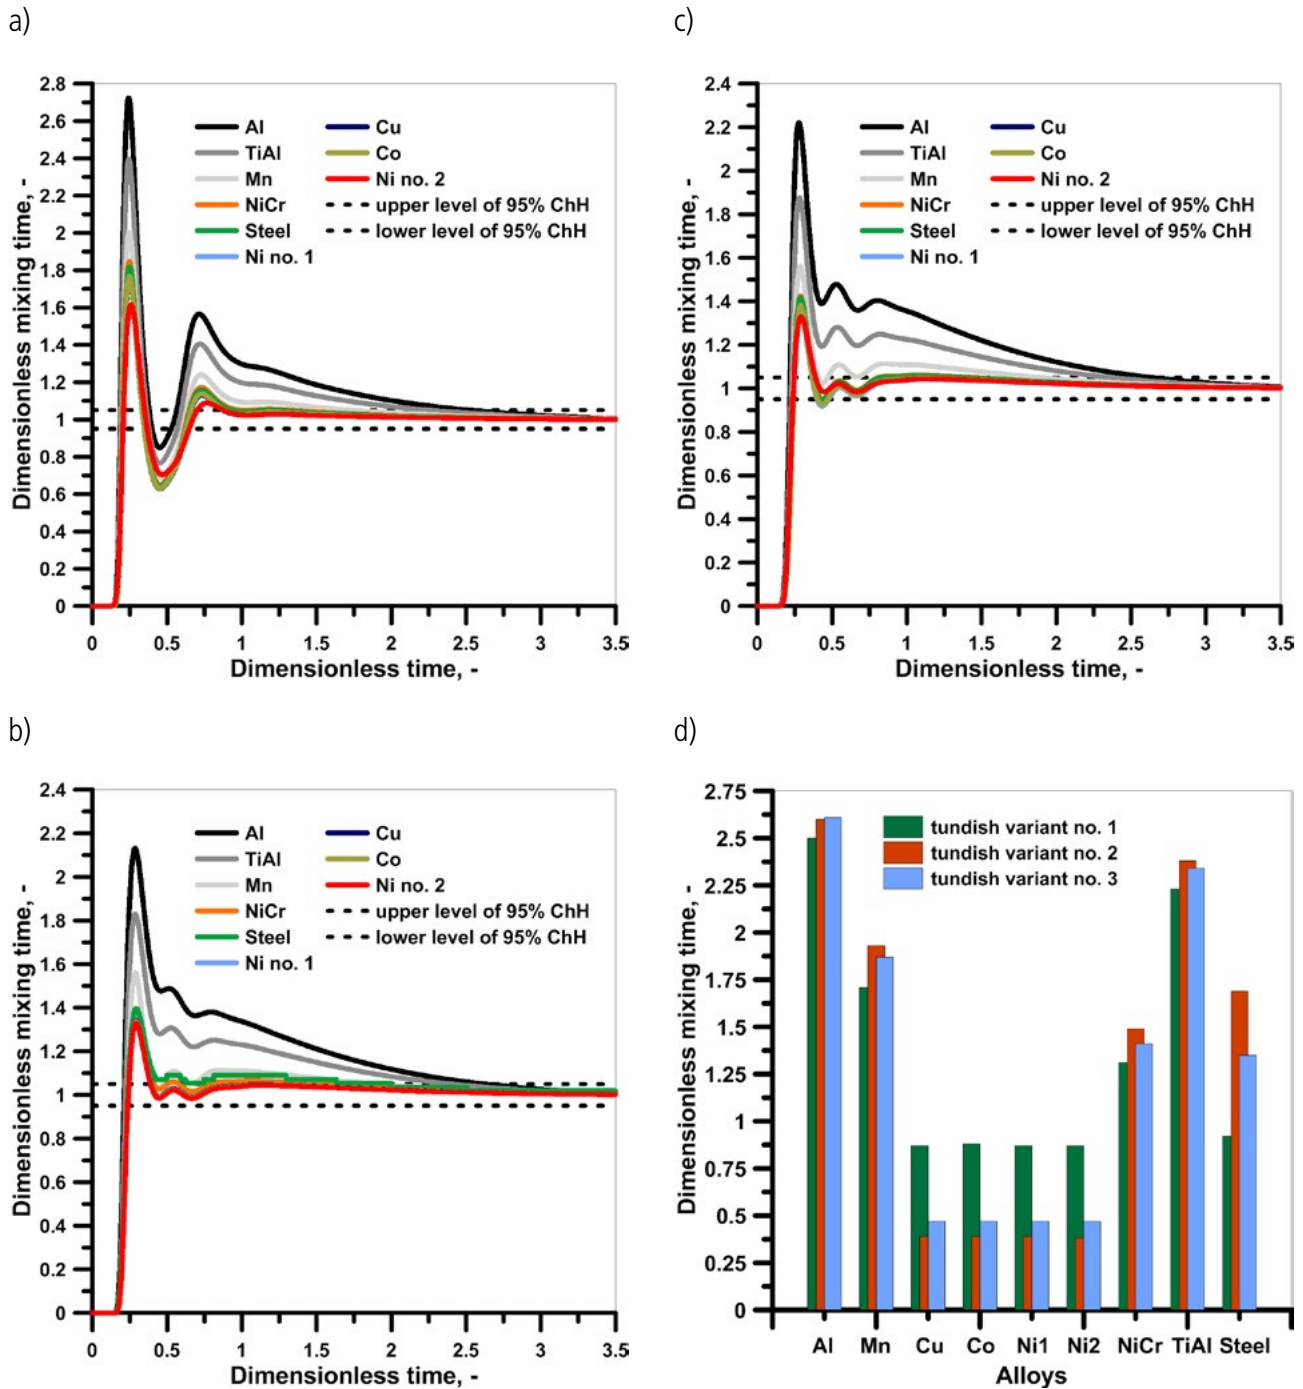 a)
Dimensionless mixing time, -
2.8
2.6
2.4
2.2
2
1.8
1.6
1.4
1.2
1
0.8
0.6
0.4
0.2
0
Al
TiAl
Mn
NiCr
Steel
Ni no. 1
Cu
Co
Ni no. 2
upper level of 95% ChH
lower level of 95% ChH
0 0.5 1 1.5 2 2.5 3 3.5
Dimensionless time, -
c)
Dimensionless mixing time, -
2.4
2.2
2
1.8
1.6
1.4
1.2
1
0.8
0.6
0.4
0.2
0
Al
TiAl
Mn
NiCr
Steel
Ni no. 1
Cu
Co
Ni no. 2
upper level of 95% ChH
lower level of 95% ChH
0 0.5 1 1.5 2 2.5 3 3.5
Dimensionless time, -
b)
Dimensionless mixing time, -
2.4
2.2
2
1.8
1.6
1.4
1.2
1
0.8
0.6
0.4
0.2
0
Al
TiAl
Mn
NiCr
Steel
Ni no. 1
Cu
Co
Ni no. 2
upper level of 95% ChH
lower level of 95% ChH
0 0.5 1 1.5 2 2.5 3 3.5
Dimensionless time, -
d)
Dimensionless mixing time, -
2.75
2.5
2.25
2
1.75
1.5
1.25
1
0.75
0.5
0.25
0
tundish variant no. 1
tundish variant no. 2
tundish variant no. 3
Al Mn Cu Co Ni1 Ni2 NiCr TiAl Steel
Alloys